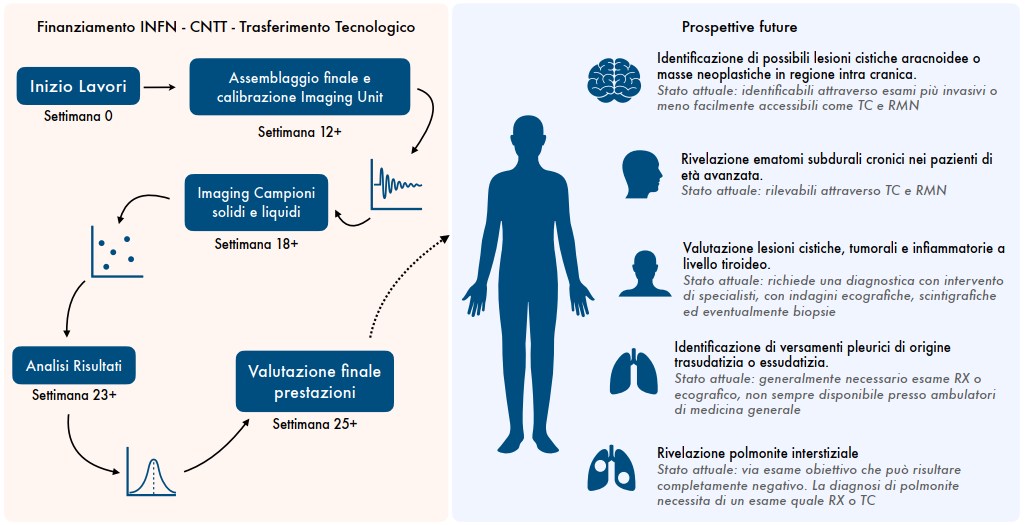 Finanziamento INFN - CNTT - Trasferimento Tecnologico
Inizio Lavori
Settimana 0
Assemblaggio finale e
calibrazione Imaging Unit
Settimana 12+
Imaging Campioni
solidi e liquidi
Settimana 18+
Analisi Risultati
Settimana 23+
Valutazione finale
prestazioni
Settimana 25+
Prospettive future
Identificazione di possibili lesioni cistiche aracnoidee o
masse neoplastiche in regione intra cranica.
Stato attuale: identificabili attraverso esami più invasivi o
meno facilmente accessibili come TC e RMN
Rivelazione ematomi subdurali cronici nei pazienti di
età avanzata.
Stato attuale: rilevabili attraverso TC e RMN
Valutazione lesioni cistiche, tumorali e infiammatorie a
livello tiroideo.
Stato attuale: richiede una diagnostica con intervento
di specialisti, con indagini ecografiche, scintigrafiche
ed eventualmente biopsie
Identificazione di versamenti pleurici di origine
trasudatizia o essudatizia.
Stato attuale: generalmente necessario esame RX o
ecografico, non sempre disponibile presso ambulatori
di medicina generale
Rivelazione polmonite interstiziale
Stato attuale: via esame obiettivo che può risultare
completamente negativo. La diagnosi di polmonite
necessita di un esame quale RX o TC